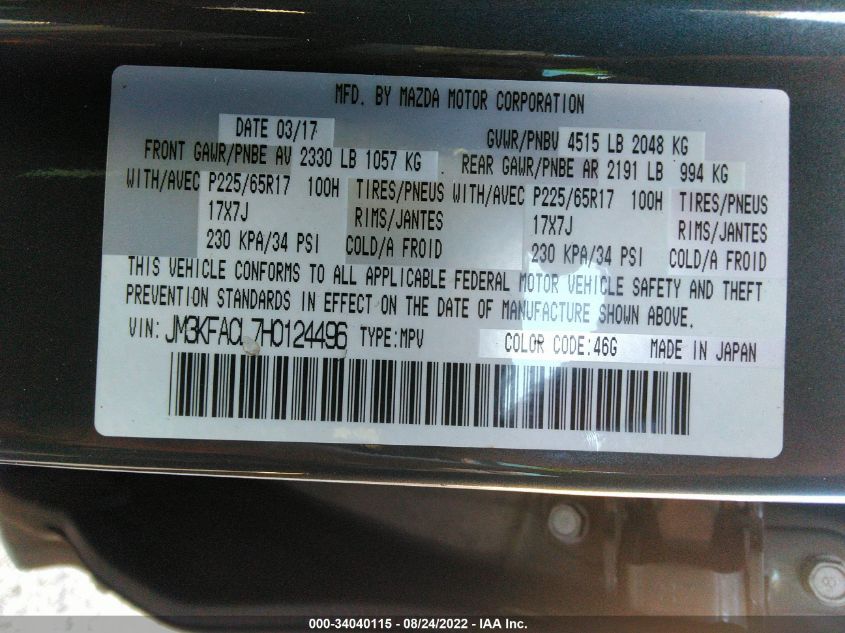 MFD. BY MAZDA MOTOR CORPORATION
DATE 03/17 GVWR/PNBV 4515 LB 2048 KG
FRONT GAWR/PNBE AV 2330 LB 1057 KG REAR GAWR/PNBE AR 2191 LB 994 KG
WITH/AVEC P225/65R17 100H TIRES/PNEUS WITH/AVEC P225/65R17 100H TIRES/PNEUS
17X7J RIMS/JANTES 17X7J RIMS/JANTES
230 KPA/34 PSI COLD/A FROID 230 KPA/34 PSI COLD/A FROID
THIS VEHICLE CONFORMS TO ALL APPLICABLE FEDERAL MOTOR VEHICLE SAFETY AND THEFT
PREVENTION STANDARDS IN EFFECT ON THE DATE OF MANUFACTURE SHOWN ABOVE.
VIN: JM3KFACL7H0124496 TYPE:MPV COLOR CODE:46G MADE IN JAPAN
000-34040115 - 08/24/2022 - IAA Inc.